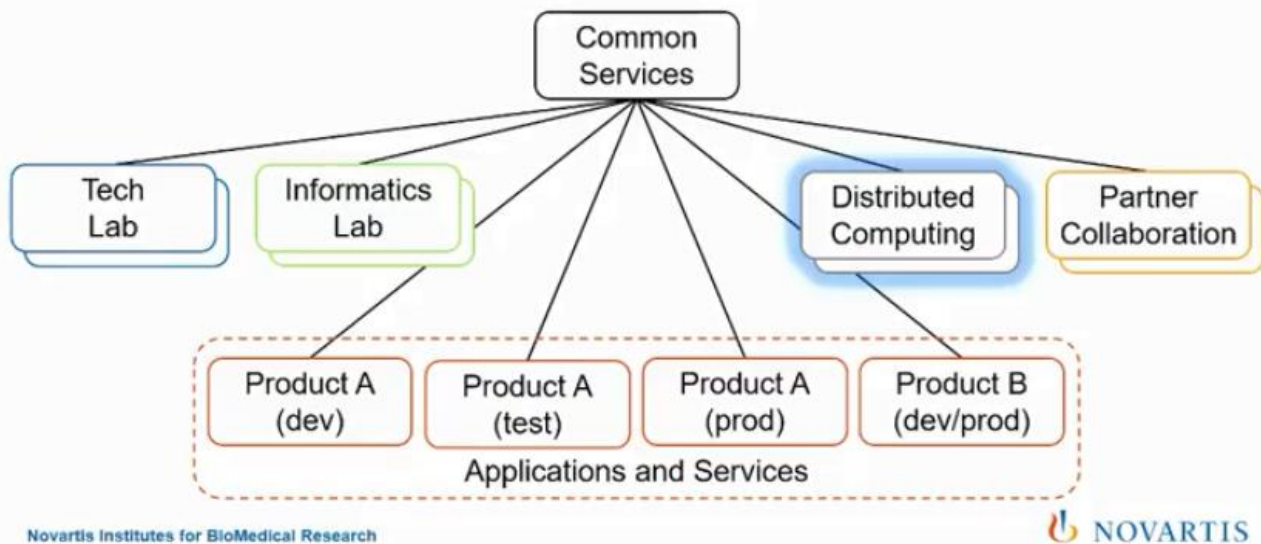 Common
Services
Tech
Lab
Informatics
Lab
Distributed
Computing
Partner
Collaboration
Product A
(dev)
Product A
(test)
Product A
(prod)
Product B
(dev/prod)
Applications and Services
Novartis Institutes for BioMedical Research
NOVARTIS